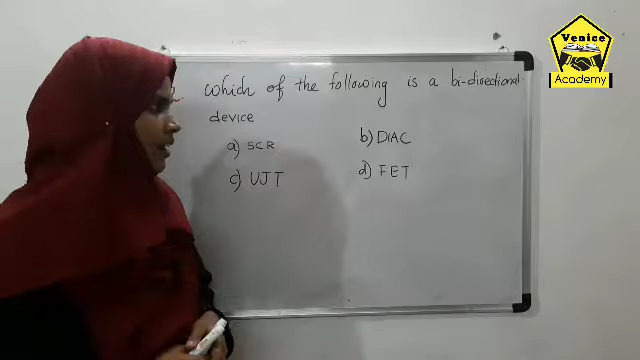 Venice
Academy
Which of the following is a bi-directional
device
a) SCR b) DIAC
c) UJT d) FET